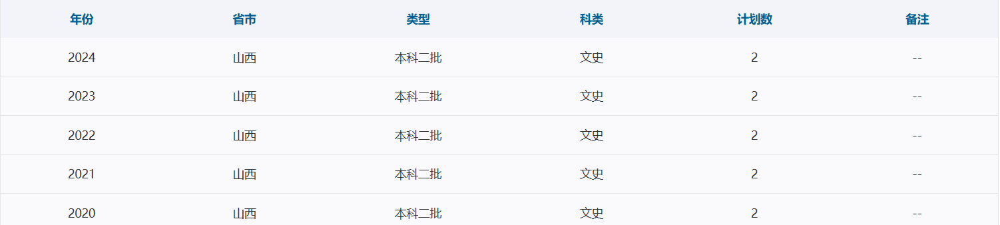 年份 省市 类型 科类 计划数 备注
2024 山西 本科二批 文史 2 --
2023 山西 本科二批 文史 2 --
2022 山西 本科二批 文史 2 --
2021 山西 本科二批 文史 2 --
2020 山西 本科二批 文史 2 --